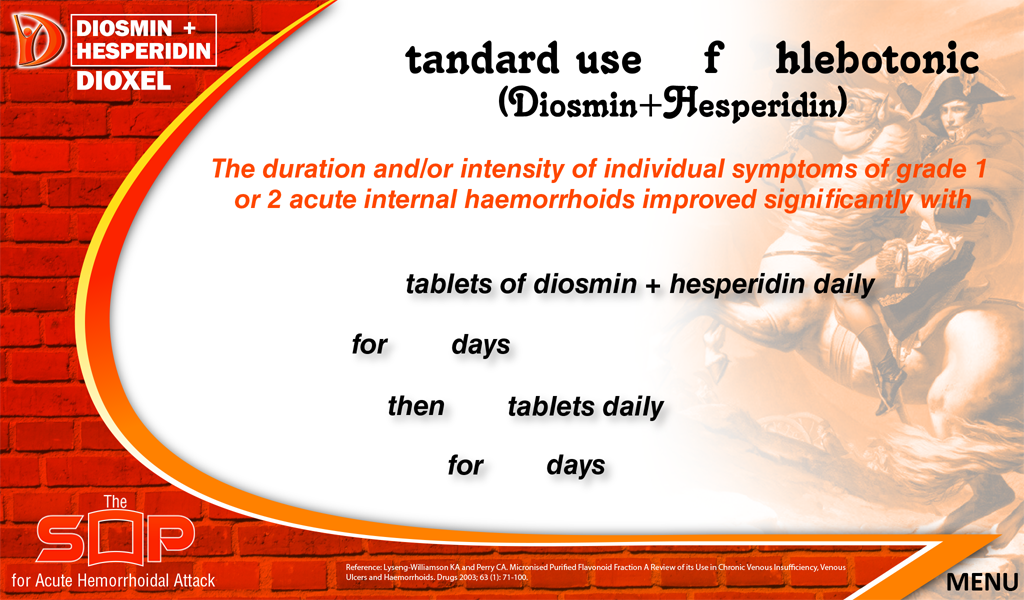 DIOSMIN +
HESPERIDIN
DIOXEL
tandard use f hlebotonic
(Diosmin+Hesperidin)
The duration and/or intensity of individual symptoms of grade 1
or 2 acute internal haemorrhoids improved significantly with
tablets of diosmin + hesperidin daily
for days
then tablets daily
for days
The
SOP
for Acute Hemorrhoidal Attack
Reference: Lyseng-Williamson KA and Perry CA. Micronised Purified Flavonoid Fraction A Review of its Use in Chronic Venous Insufficiency, Venous
Ulcers and Haemorrhoids. Drugs 2003; 63 (1): 71-100.
MENU